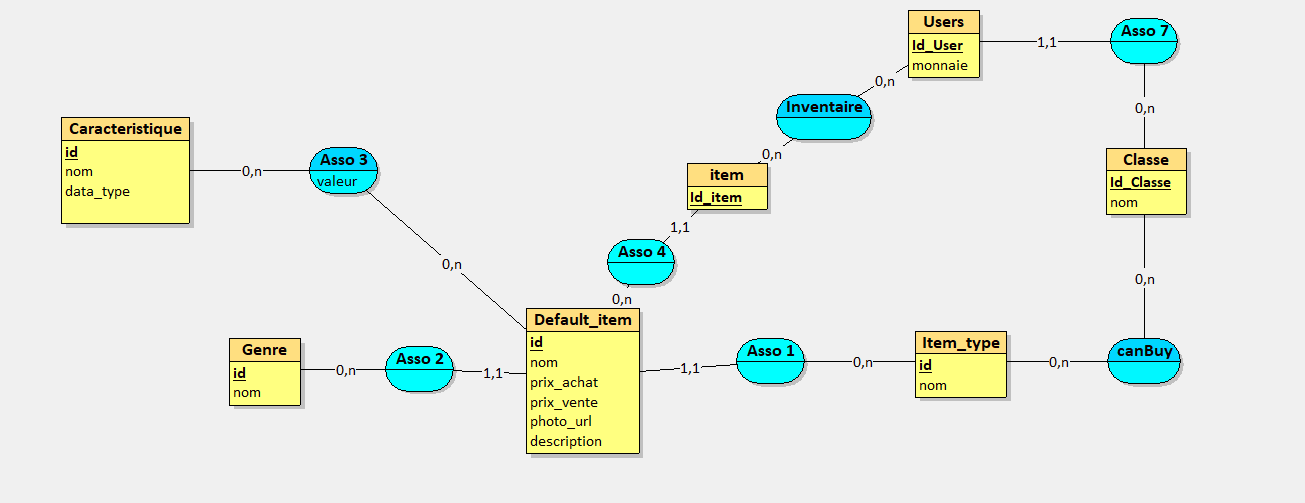 Users
Id_User
monnaie
1,1
Asso 7
0,n
Inventaire
0,n
0,n
Caracteristique
id
nom
data_type
0,n
Asso 3
valeur
item
Id_item
Classe
Id_Classe
nom
1,1
Asso 4
0,n
0,n
0,n
Default_item
id
nom
prix_achat
prix_vente
photo_url
description
Genre
id
nom
0,n
Asso 2
1,1
1,1
Asso 1
0,n
Item_type
id
nom
0,n
canBuy